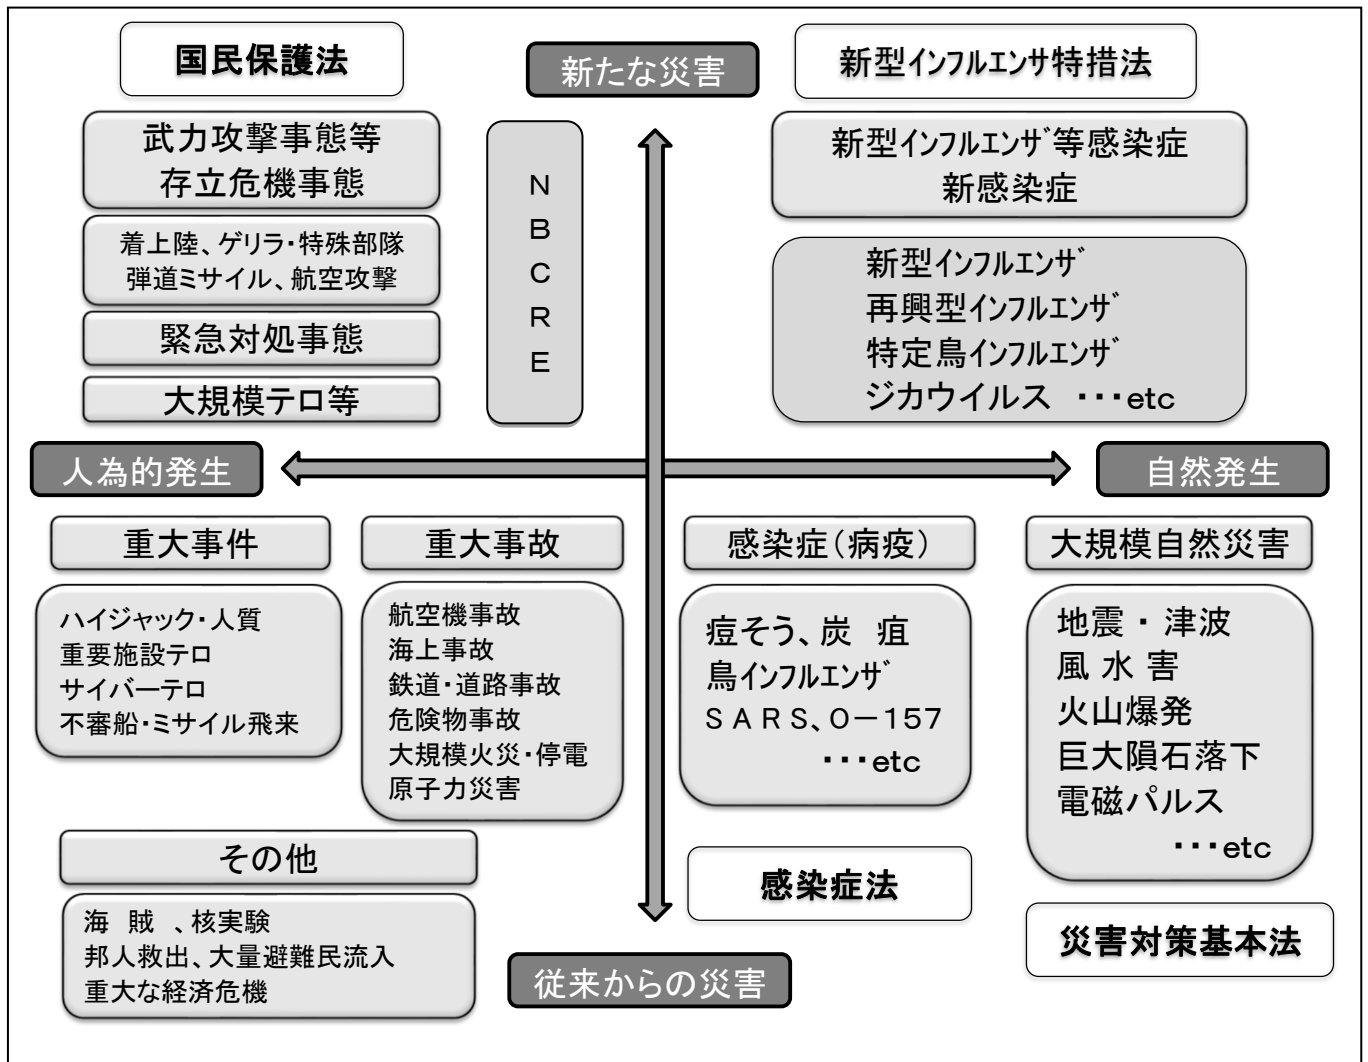 国民保護法
新たな災害
新型インフルエンサ特措法
武力攻撃事態等
存立危機事態
着上陸、ゲリラ・特殊部隊
弾道ミサイル、航空攻撃
緊急対処事態
大規模テロ等
N
B
C
R
E
新型インフルエンザ等感染症
新感染症
新型インフルエンザ
再興型インフルエンザ
特定鳥インフルエンザ
ジカウイルス ・・・etc
人為的発生
自然発生
重大事件
ハイジャック・人質
重要施設テロ
サイバーテロ
不審船・ミサイル飛来
重大事故
航空機事故
海上事故
鉄道・道路事故
危険物事故
大規模火災・停電
原子力災害
感染症（病疫）
痘そう、炭 疽
鳥インフルエンザ
ＳＡＲＳ、Ｏ－１５７
・・・etc
大規模自然災害
地震 ・ 津波
風 水 害
火山爆発
巨大隕石落下
電磁パルス
・・・etc
その他
海 賊 、核実験
邦人救出、大量避難民流入
重大な経済危機
感染症法
災害対策基本法
従来からの災害